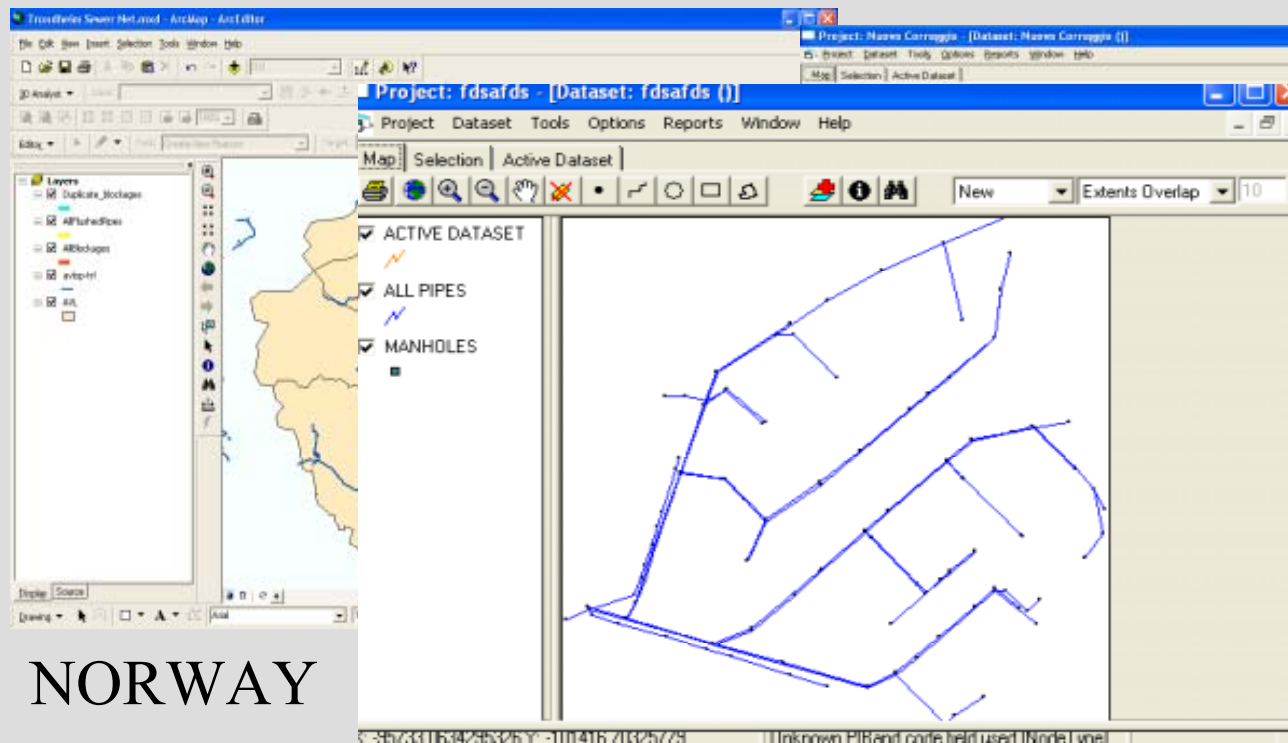 Trondheim Sewer Net.mxd - ArcMap - ArcEditor
File Edit View Insert Selection Tools Window Help
3D Analyst
Editor
Layers
Duplicate_blockages
AllFlushedPipes
AllBlockages
Display Source
Drawing A Arial
NORWAY
Project: Nuovo Correggio - [Dataset: Nuovo Correggio ()]
Project Dataset Tools Options Reports Window Help
Map Selection Active Dataset
Project: fdsafds - [Dataset: fdsafds ()]
Project Dataset Tools Options Reports Window Help
Map Selection Active Dataset
New Extents Overlap 10
ACTIVE DATASET
ALL PIPES
MANHOLES